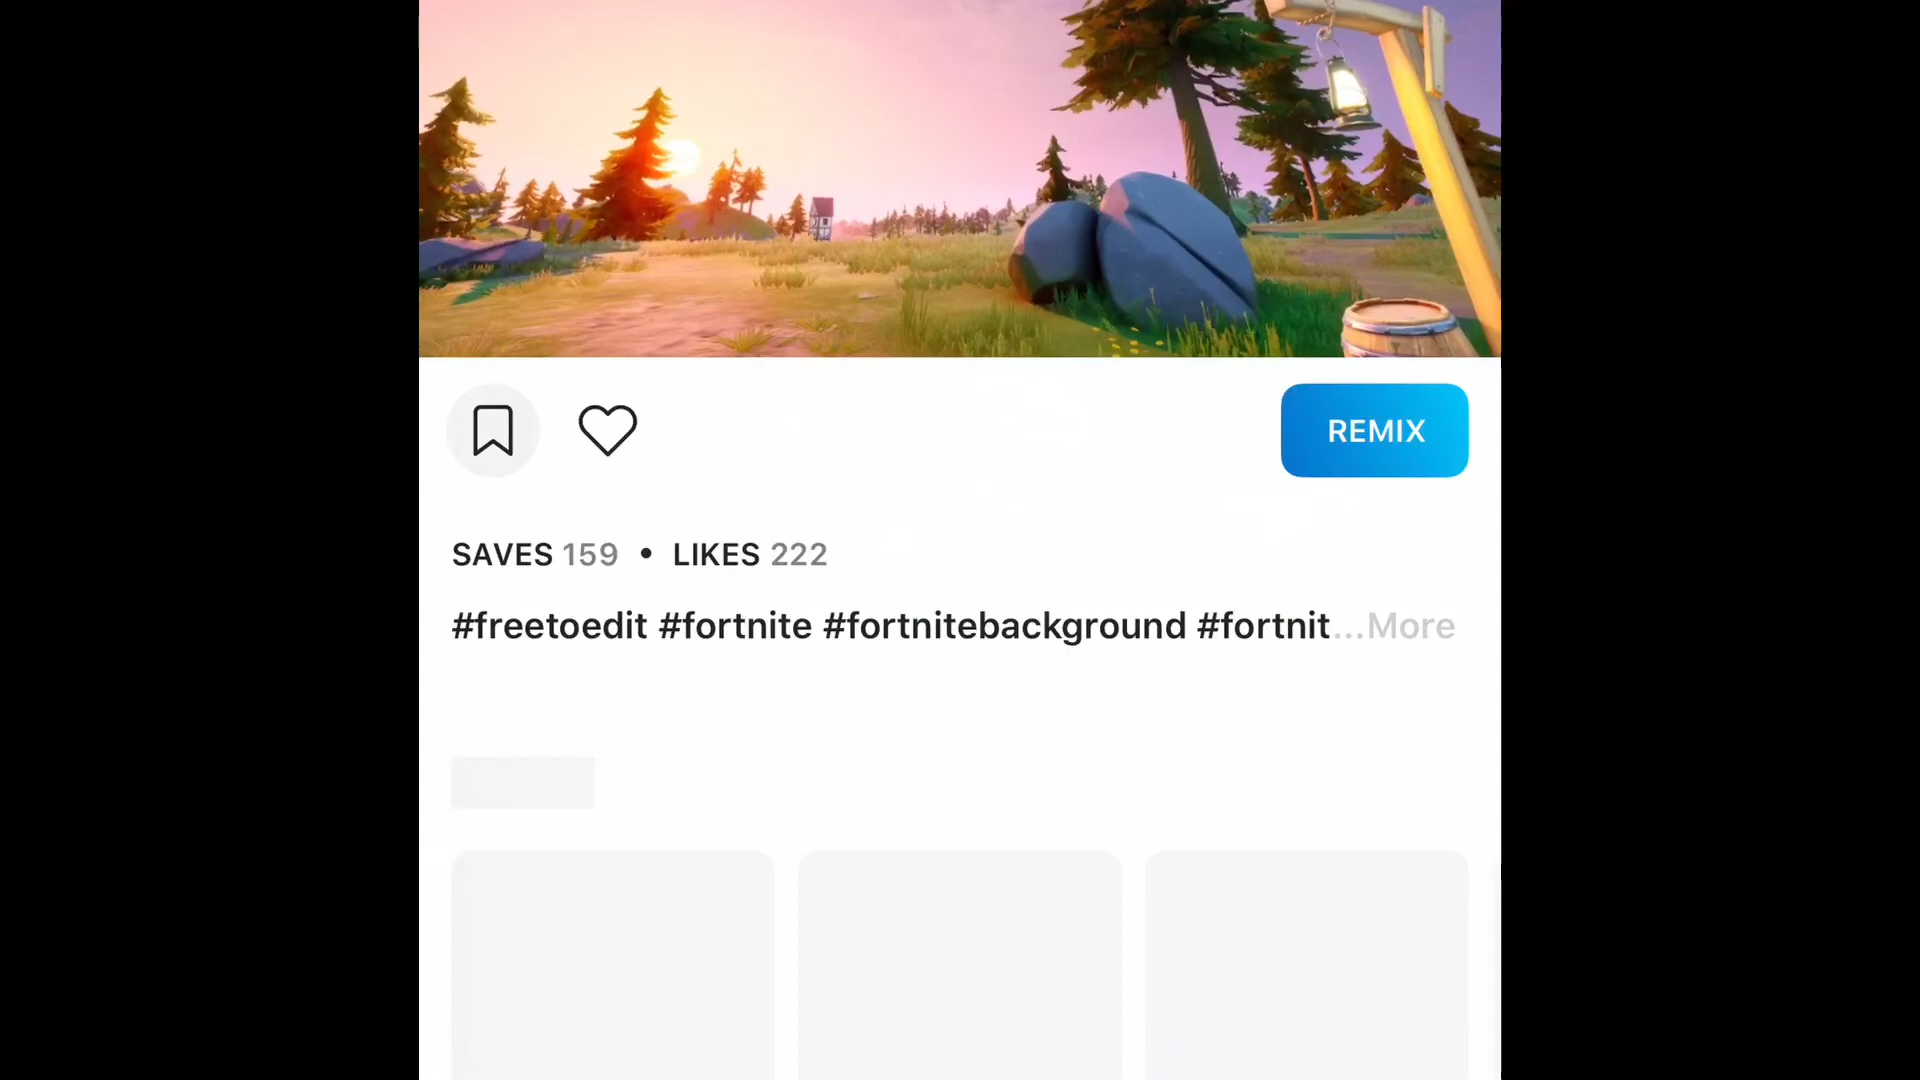 REMIX
SAVES 159 • LIKES 222
#freetoedit #fortnite #fortnitebackground #fortnit...More